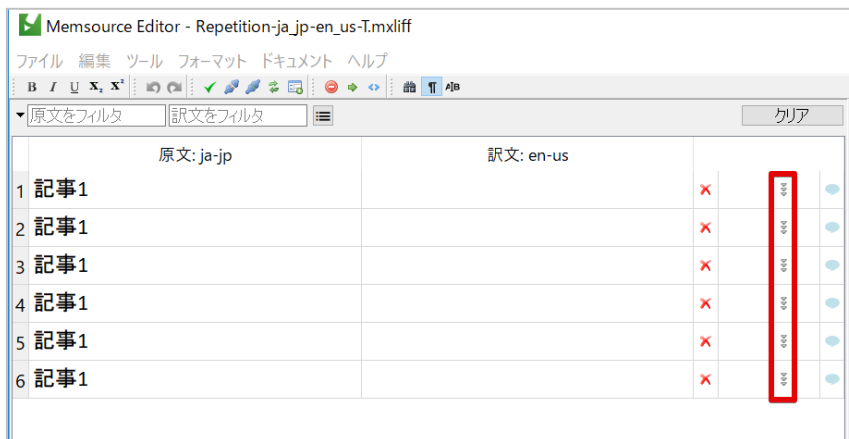 Memsource Editor - Repetition-ja_jp-en_us-T.mxliff
ファイル 編集 ツール フォーマット ドキュメント ヘルプ
B I U X₂ X² ¶ A|B
原文をフィルタ 訳文をフィルタ クリア
原文: ja-jp 訳文: en-us
1 記事1
2 記事1
3 記事1
4 記事1
5 記事1
6 記事1